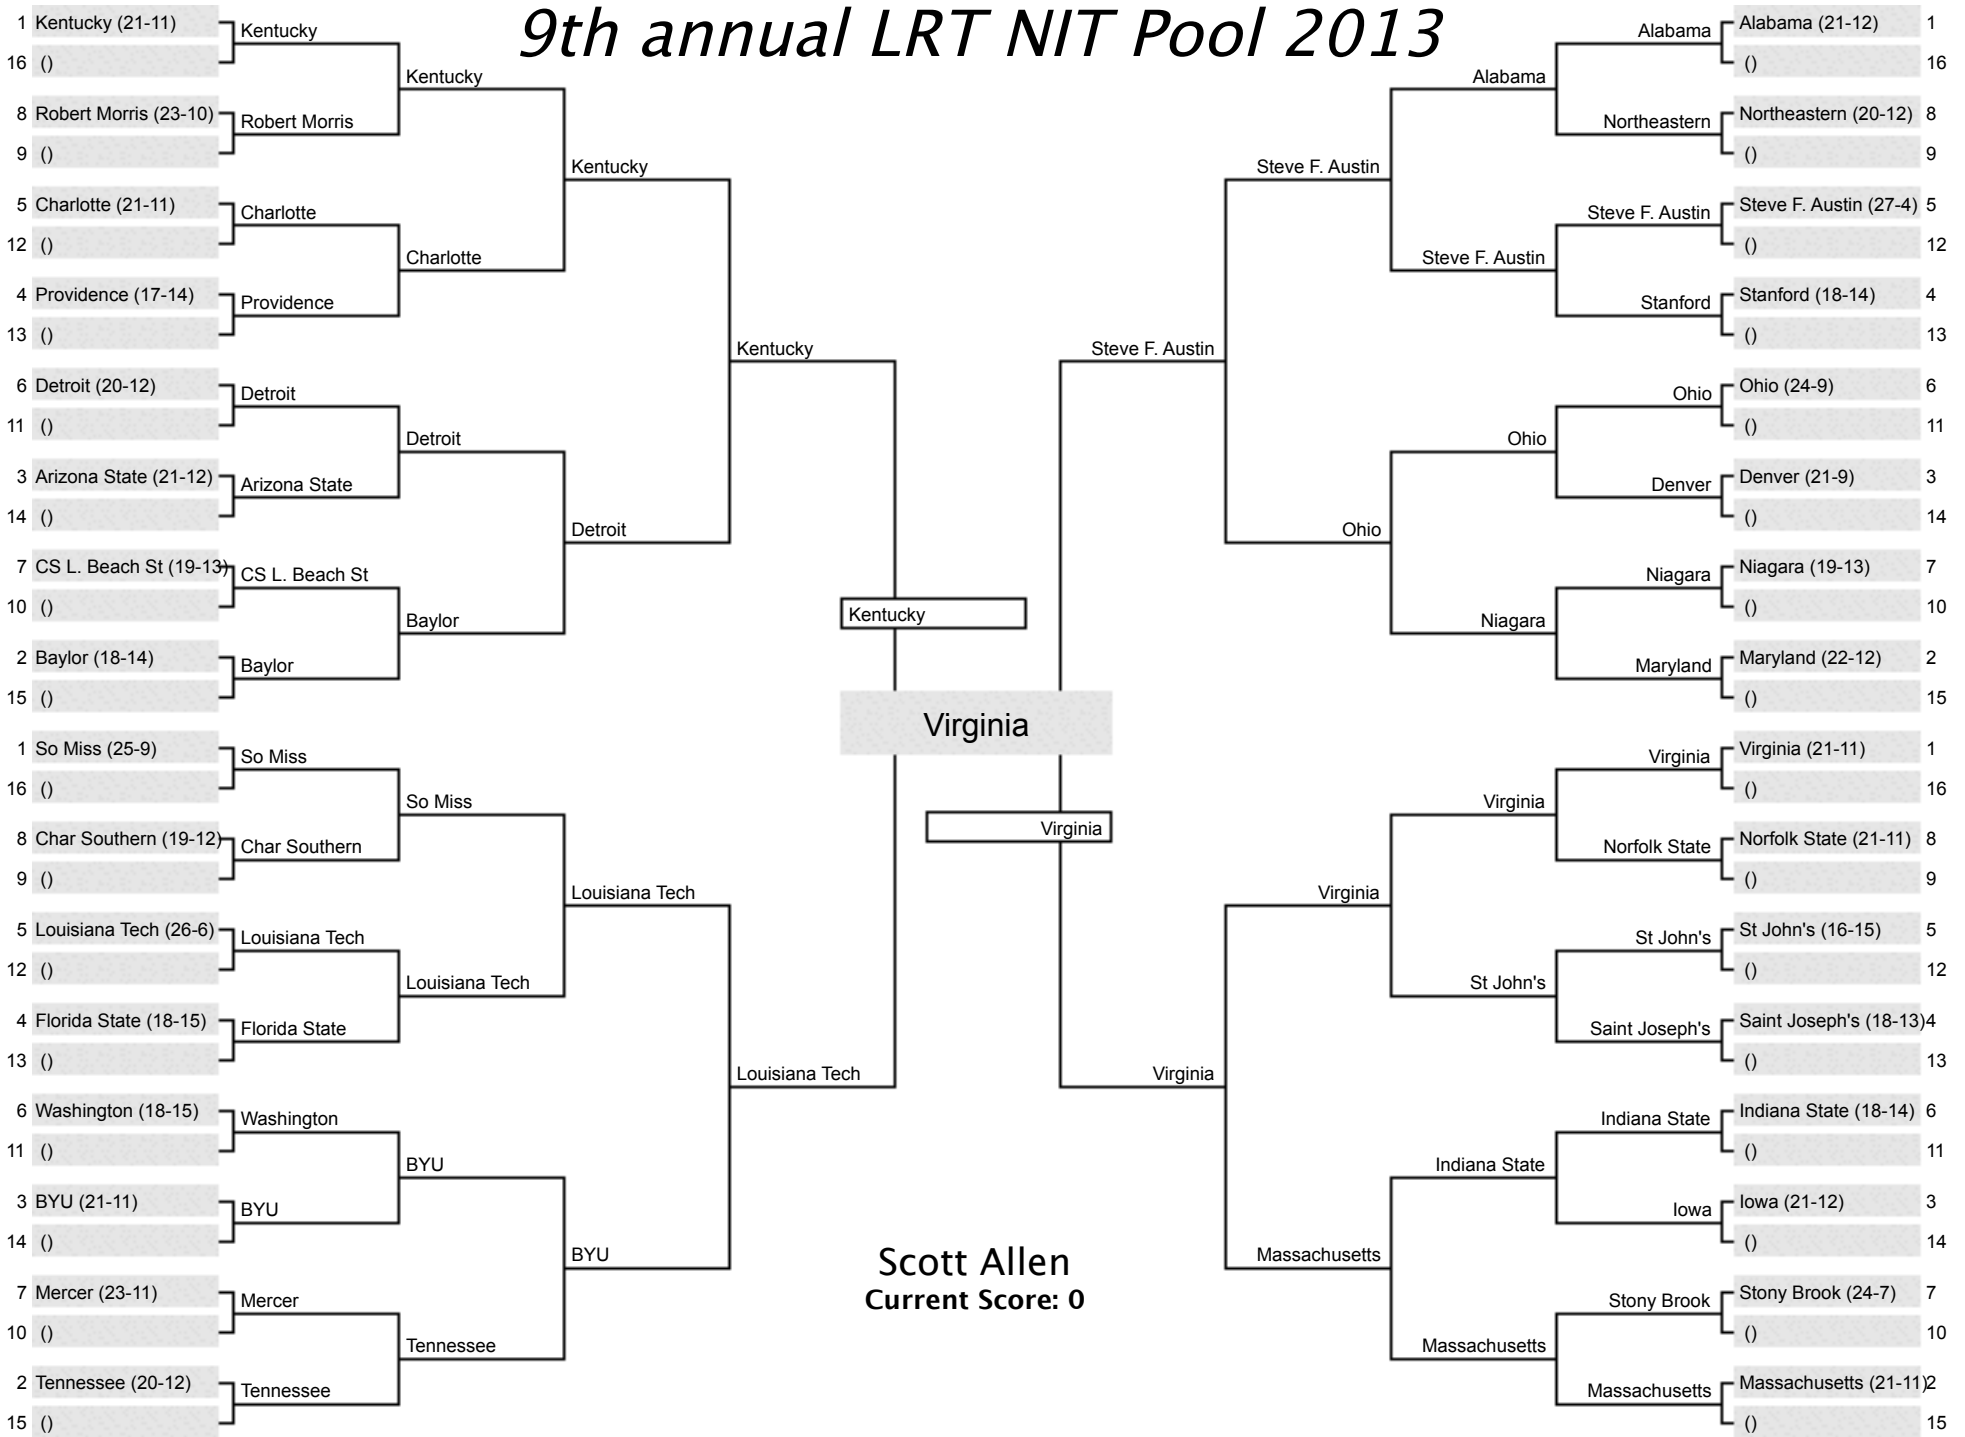 9th annual LRT NIT Pool 2013
1 Kentucky (21-11)
16 ()
8 Robert Morris (23-10)
9 ()
5 Charlotte (21-11)
12 ()
4 Providence (17-14)
13 ()
6 Detroit (20-12)
11 ()
3 Arizona State (21-12)
14 ()
7 CS L. Beach St (19-13)
10 ()
2 Baylor (18-14)
15 ()
1 So Miss (25-9)
16 ()
8 Char Southern (19-12)
9 ()
5 Louisiana Tech (26-6)
12 ()
4 Florida State (18-15)
13 ()
6 Washington (18-15)
11 ()
3 BYU (21-11)
14 ()
7 Mercer (23-11)
10 ()
2 Tennessee (20-12)
15 ()
Kentucky
Robert Morris
Charlotte
Providence
Detroit
Arizona State
CS L. Beach St
Baylor
So Miss
Char Southern
Louisiana Tech
Florida State
Washington
BYU
Mercer
Tennessee
Kentucky
Charlotte
Detroit
Baylor
So Miss
Louisiana Tech
BYU
Tennessee
Kentucky
Detroit
Louisiana Tech
BYU
Kentucky
Louisiana Tech
Kentucky
Virginia
Virginia
Scott Allen
Current Score: 0
Steve F. Austin
Virginia
Steve F. Austin
Ohio
Virginia
Massachusetts
Alabama
Steve F. Austin
Ohio
Niagara
Virginia
St John's
Indiana State
Massachusetts
Alabama
Northeastern
Steve F. Austin
Stanford
Ohio
Denver
Niagara
Maryland
Virginia
Norfolk State
St John's
Saint Joseph's
Indiana State
Iowa
Stony Brook
Massachusetts
Alabama (21-12) 1
() 16
Northeastern (20-12) 8
() 9
Steve F. Austin (27-4) 5
() 12
Stanford (18-14) 4
() 13
Ohio (24-9) 6
() 11
Denver (21-9) 3
() 14
Niagara (19-13) 7
() 10
Maryland (22-12) 2
() 15
Virginia (21-11) 1
() 16
Norfolk State (21-11) 8
() 9
St John's (16-15) 5
() 12
Saint Joseph's (18-13) 4
() 13
Indiana State (18-14) 6
() 11
Iowa (21-12) 3
() 14
Stony Brook (24-7) 7
() 10
Massachusetts (21-11) 2
() 15